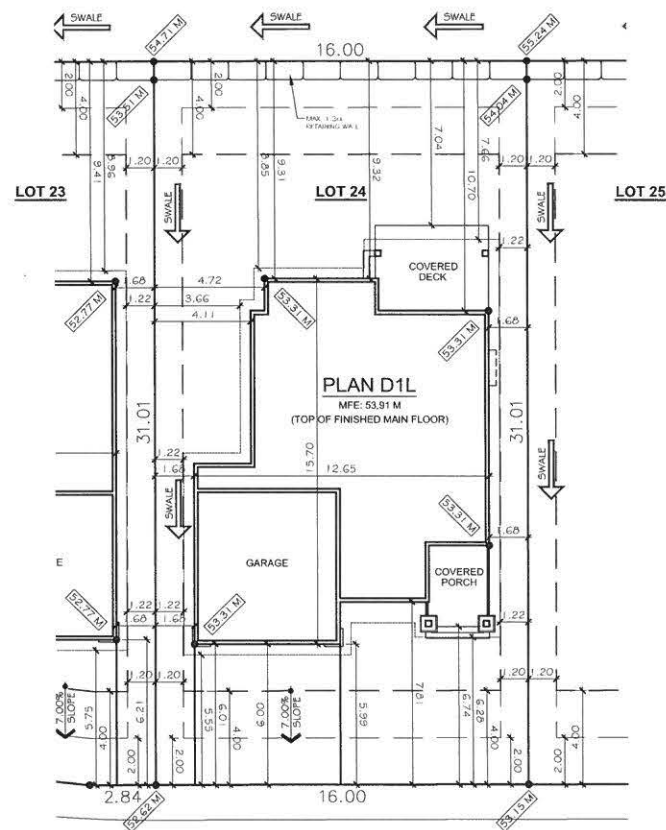 SWALE
SWALE
SWALE
54.71 M
16.00
55.24 M
2.00
4.00
2.00
4.00
53.91 M
54.04 M
2.00
4.00
MAX. 1.2m
RETAINING WALL
7.04
7.66
9.41
8.96
8.85
9.31
9.32
10.70
1.20
1.20
1.20
1.20
LOT 23
LOT 24
LOT 25
SWALE
SWALE
1.22
COVERED
DECK
1.68
4.72
1.22
3.66
4.11
52.77 M
53.31 M
53.31 M
1.68
PLAN D1L
MFE: 53,91 M
(TOP OF FINISHED MAIN FLOOR)
31.01
31.01
15.70
12.65
1.22
1.68
SWALE
SWALE
53.31 M
1.68
GARAGE
COVERED
PORCH
E
52.77 M
53.31 M
1.22
1.22
1.68
1.68
1.22
1.20
1.20
1.20
1.20
7.00%
SLOPE
5.75
4.00
6.21
2.00
2.00
5.55
6.01
4.00
6.00
7.00%
SLOPE
5.99
7.81
6.74
6.28
4.00
2.00
2.00
4.00
2.84
52.62 M
16.00
53.15 M